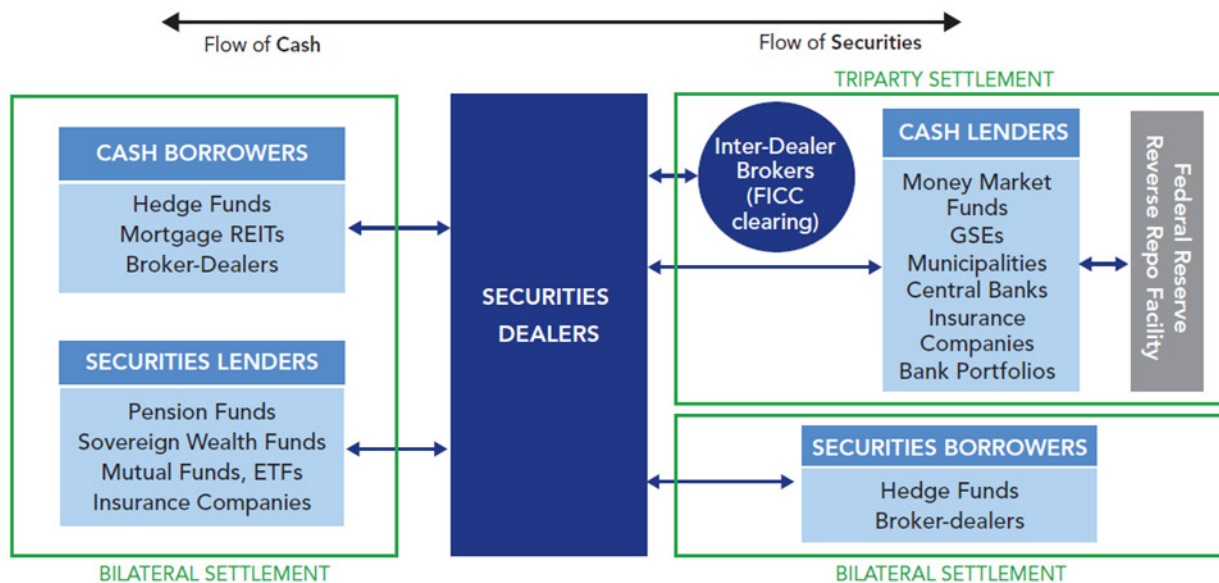 Flow of Cash
Flow of Securities
TRIPARTY SETTLEMENT
CASH BORROWERS
Hedge Funds
Mortgage REITs
Broker-Dealers
SECURITIES LENDERS
Pension Funds
Sovereign Wealth Funds
Mutual Funds, ETFs
Insurance Companies
BILATERAL SETTLEMENT
SECURITIES
DEALERS
Inter-Dealer
Brokers
(FICC
clearing)
CASH LENDERS
Money Market
Funds
GSEs
Municipalities
Central Banks
Insurance
Companies
Bank Portfolios
Federal Reserve
Reverse Repo Facility
SECURITIES BORROWERS
Hedge Funds
Broker-dealers
BILATERAL SETTLEMENT